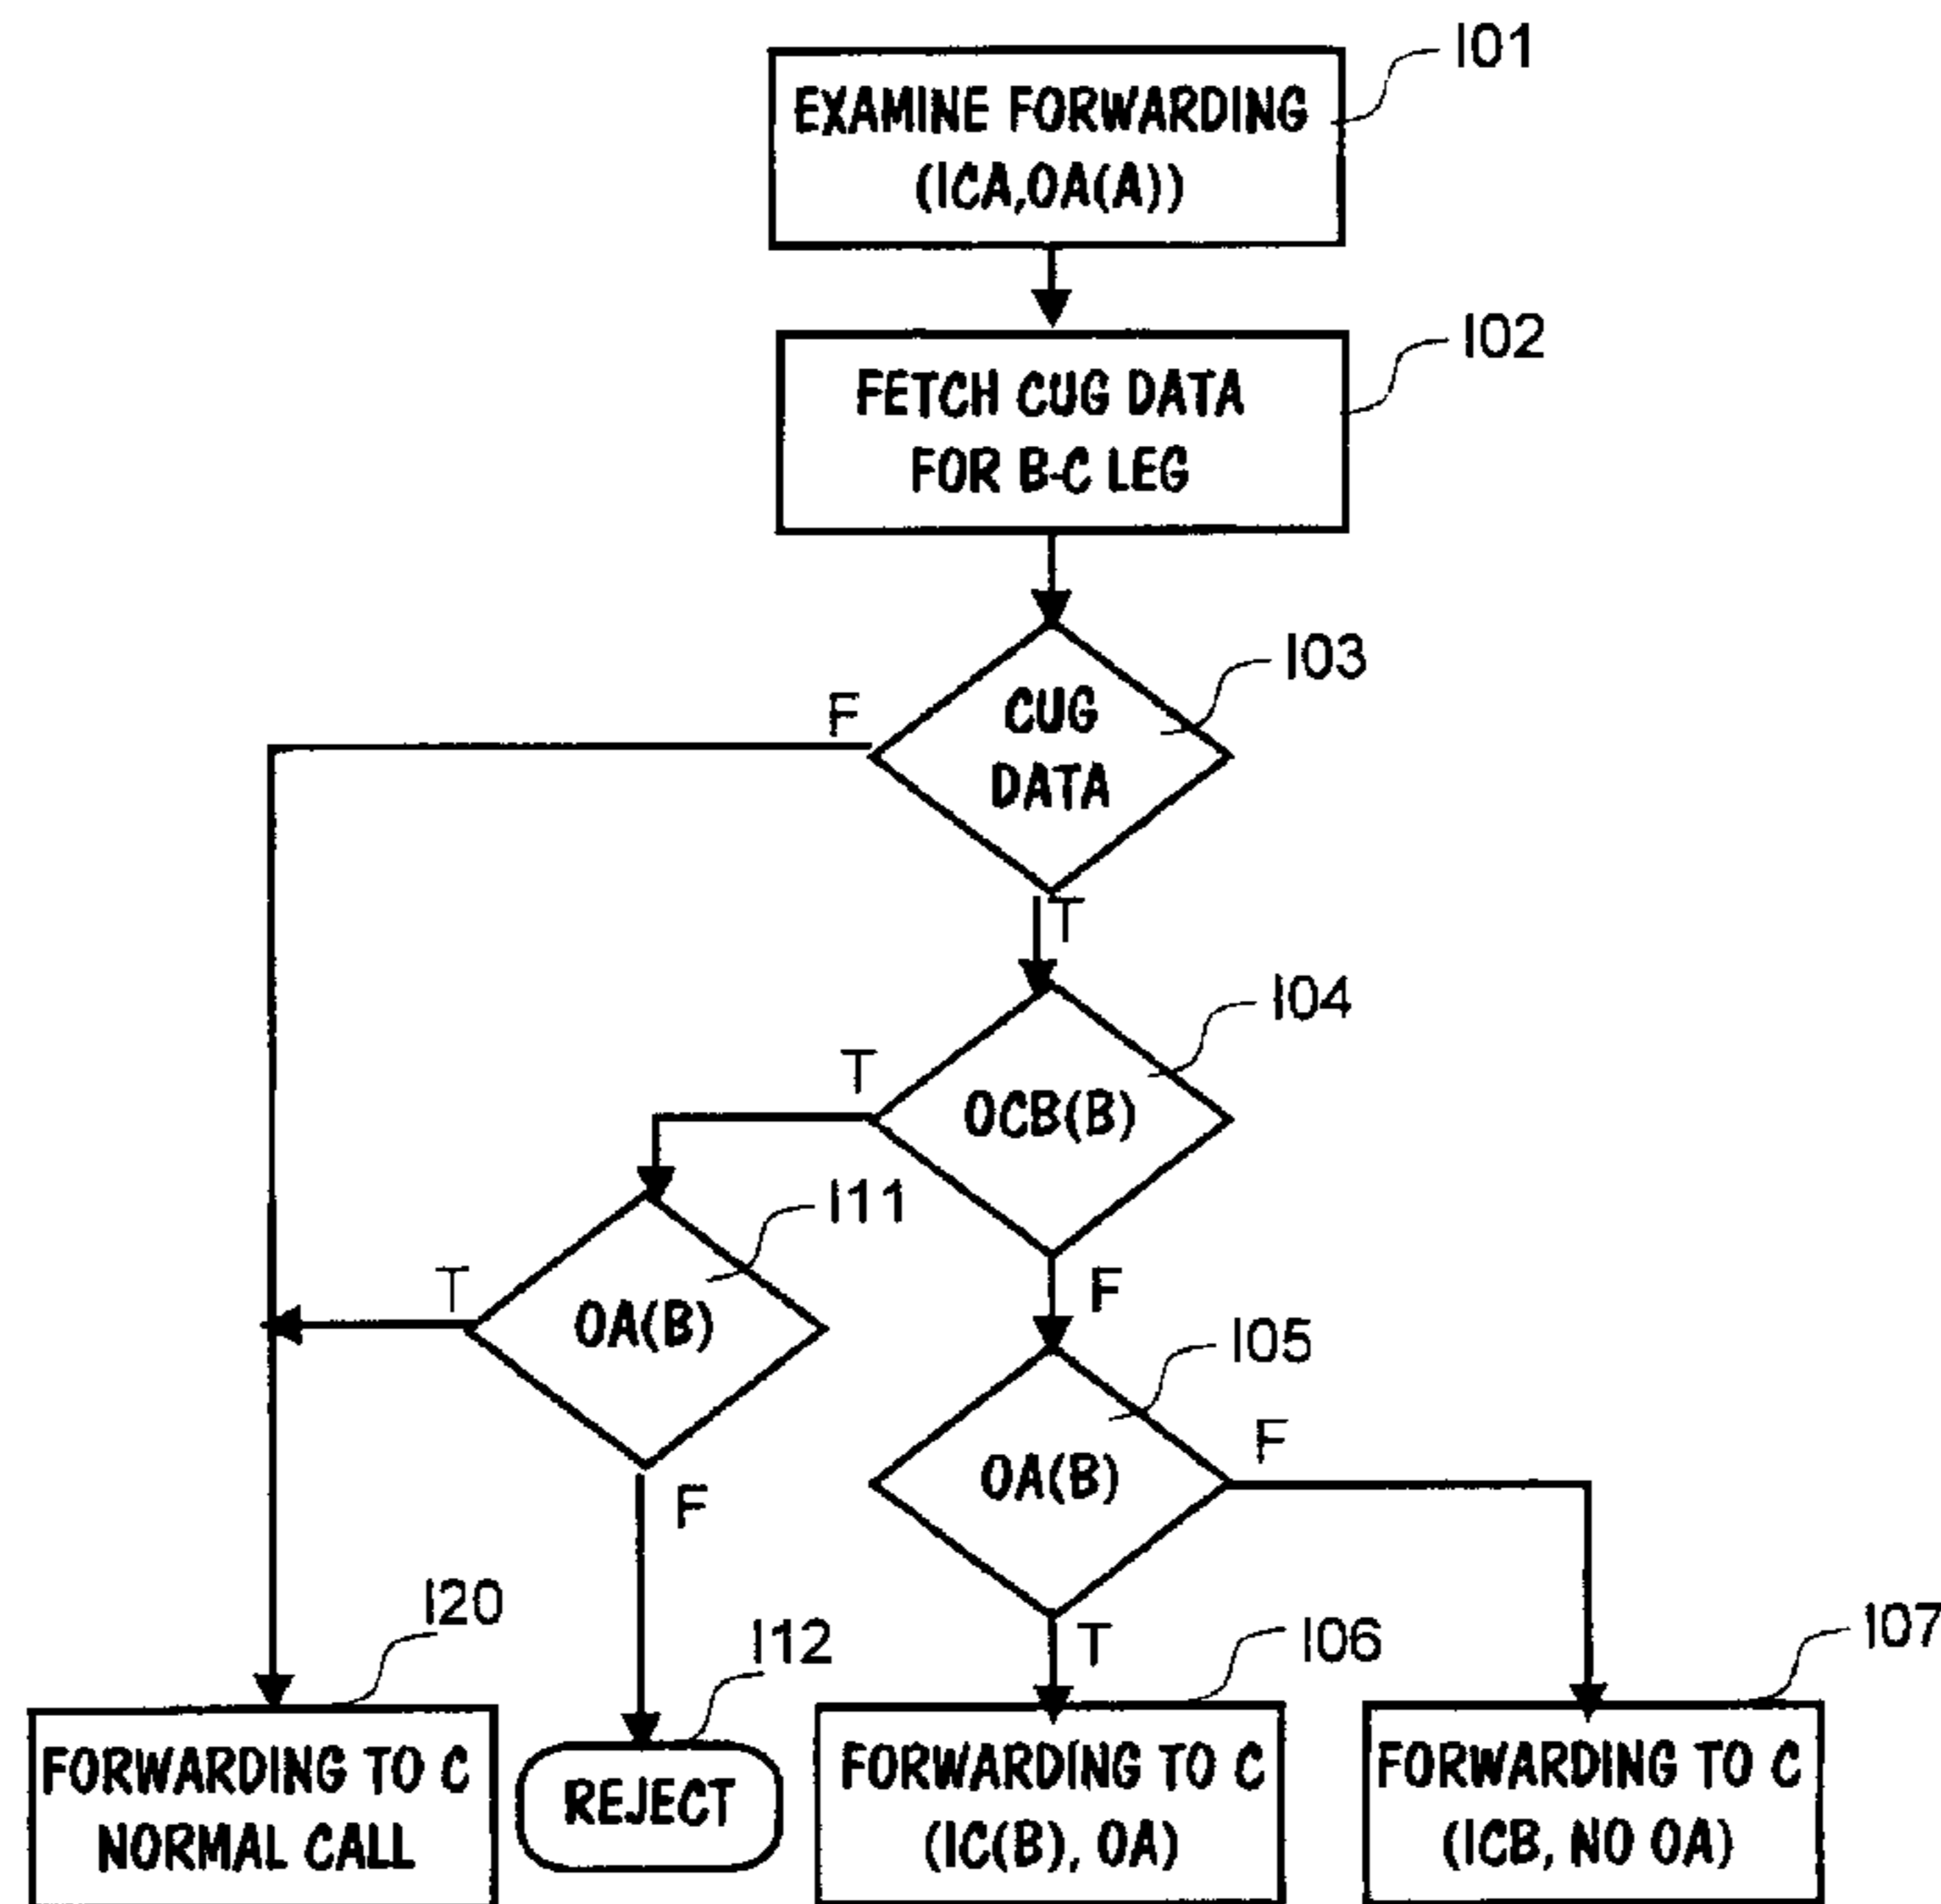 101
EXAMINE FORWARDING
(ICA,OA(A))
102
FETCH CUG DATA
FOR B-C LEG
103
F
CUG
DATA
T
104
T
OCB(B)
111
T
OA(B)
F
105
OA(B)
F
F
120
112
T
106
107
FORWARDING TO C
NORMAL CALL
REJECT
FORWARDING TO C
(IC(B), OA)
FORWARDING TO C
(ICB, NO OA)